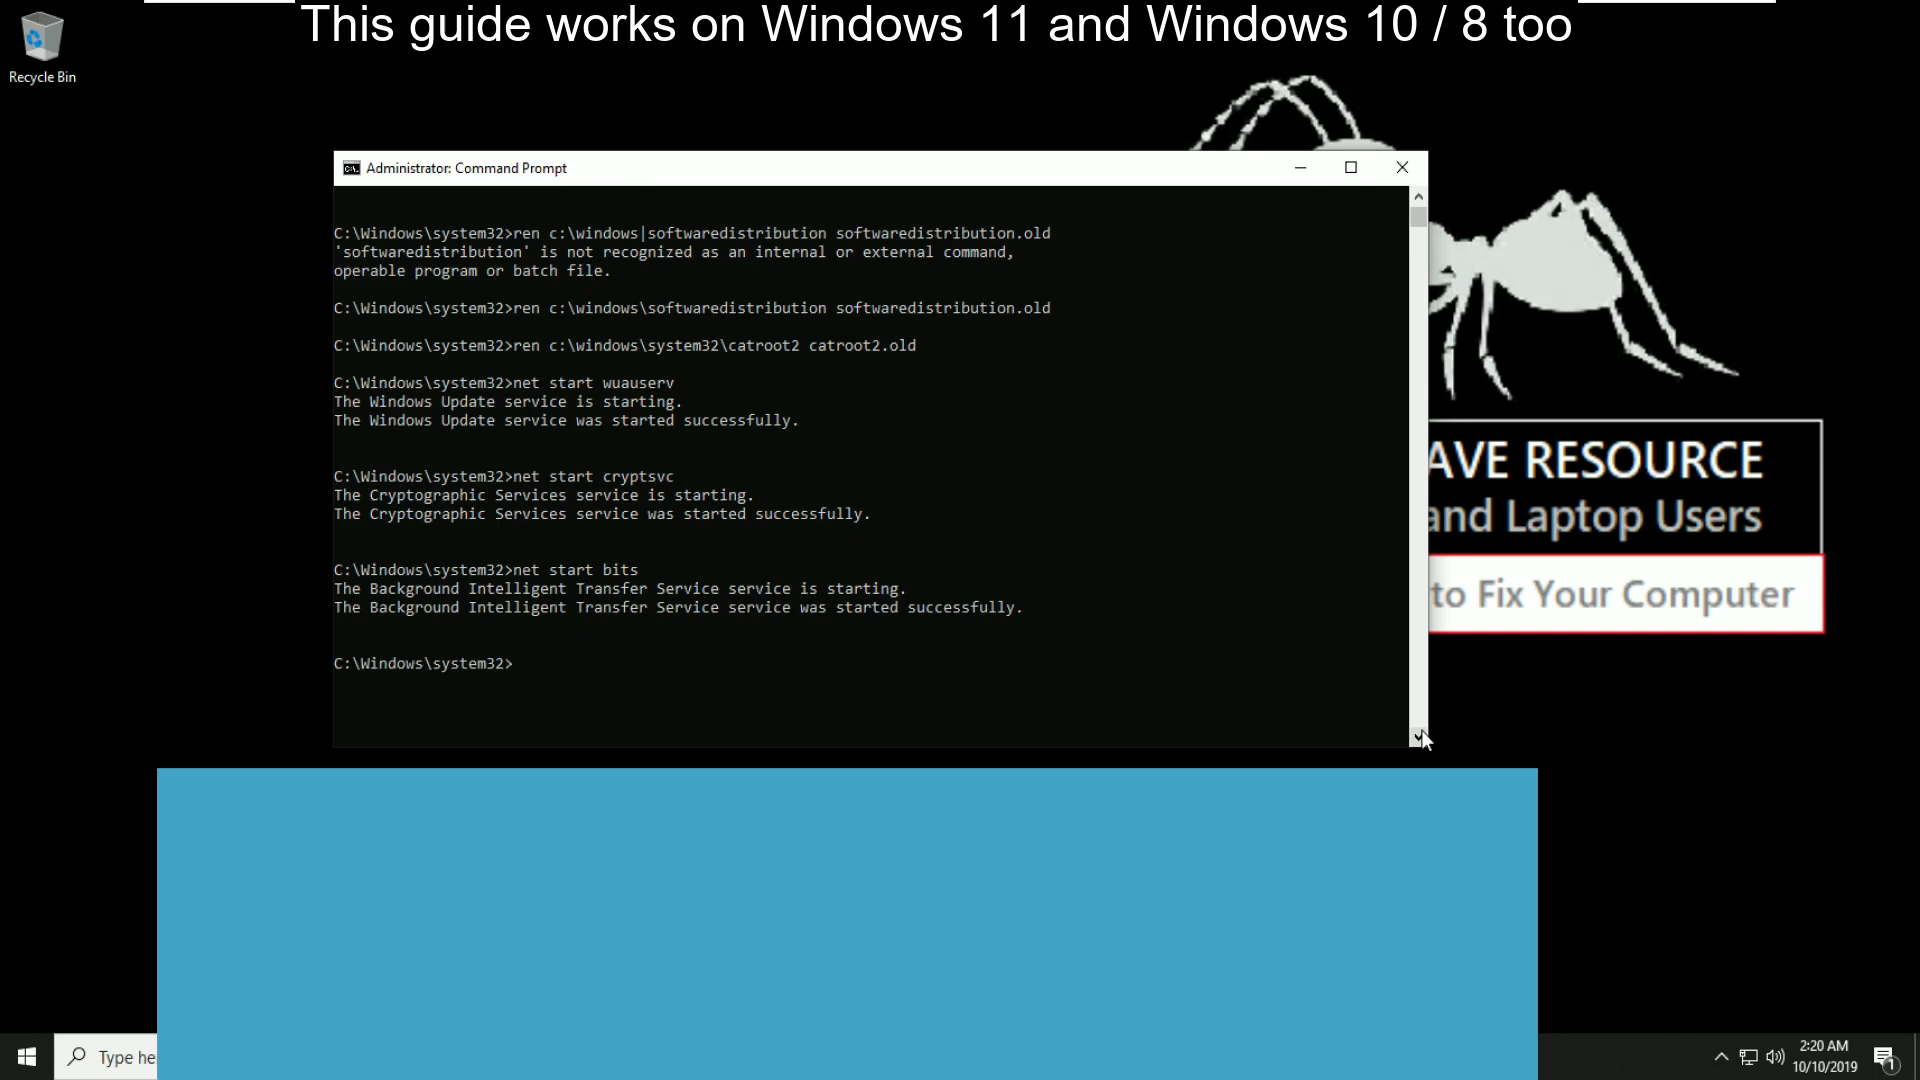 This guide works on Windows 11 and Windows 10 / 8 too
Recycle Bin
Administrator: Command Prompt
C:\Windows\system32>ren c:\windows|softwaredistribution softwaredistribution.old
'softwaredistribution' is not recognized as an internal or external command,
operable program or batch file.
C:\Windows\system32>ren c:\windows\softwaredistribution softwaredistribution.old
C:\Windows\system32>ren c:\windows\system32\catroot2 catroot2.old
C:\Windows\system32>net start wuauserv
The Windows Update service is starting.
The Windows Update service was started successfully.
C:\Windows\system32>net start cryptsvc
The Cryptographic Services service is starting.
The Cryptographic Services service was started successfully.
C:\Windows\system32>net start bits
The Background Intelligent Transfer Service service is starting.
The Background Intelligent Transfer Service service was started successfully.
C:\Windows\system32>
AVE RESOURCE
and Laptop Users
to Fix Your Computer
Type he
2:20 AM
10/10/2019
1